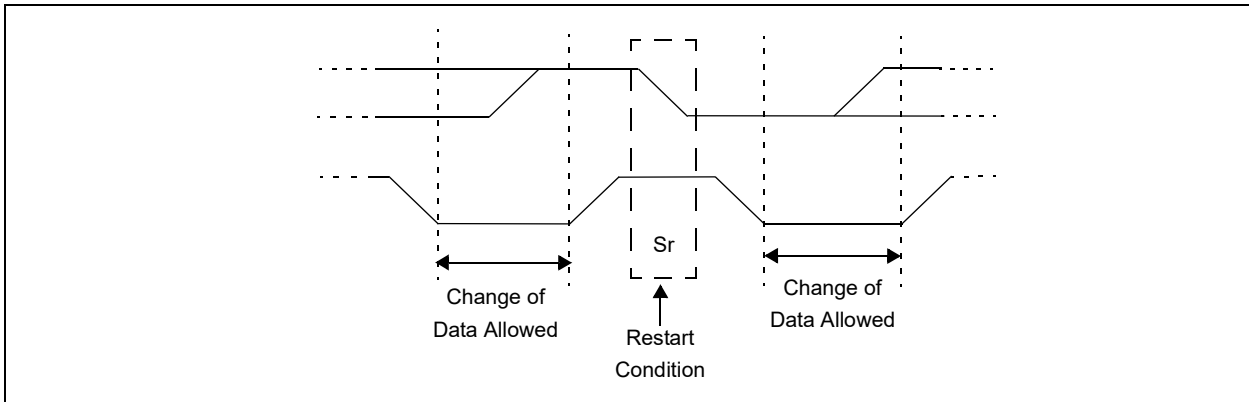 Sr
Change of
Data Allowed
Restart
Condition
Change of
Data Allowed